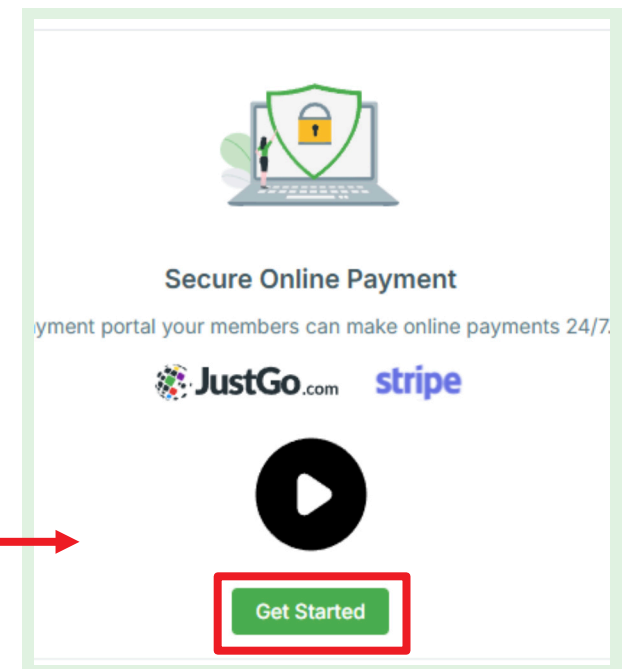 Secure Online Payment
yment portal your members can make online payments 24/7.
JustGo.com stripe
Get Started